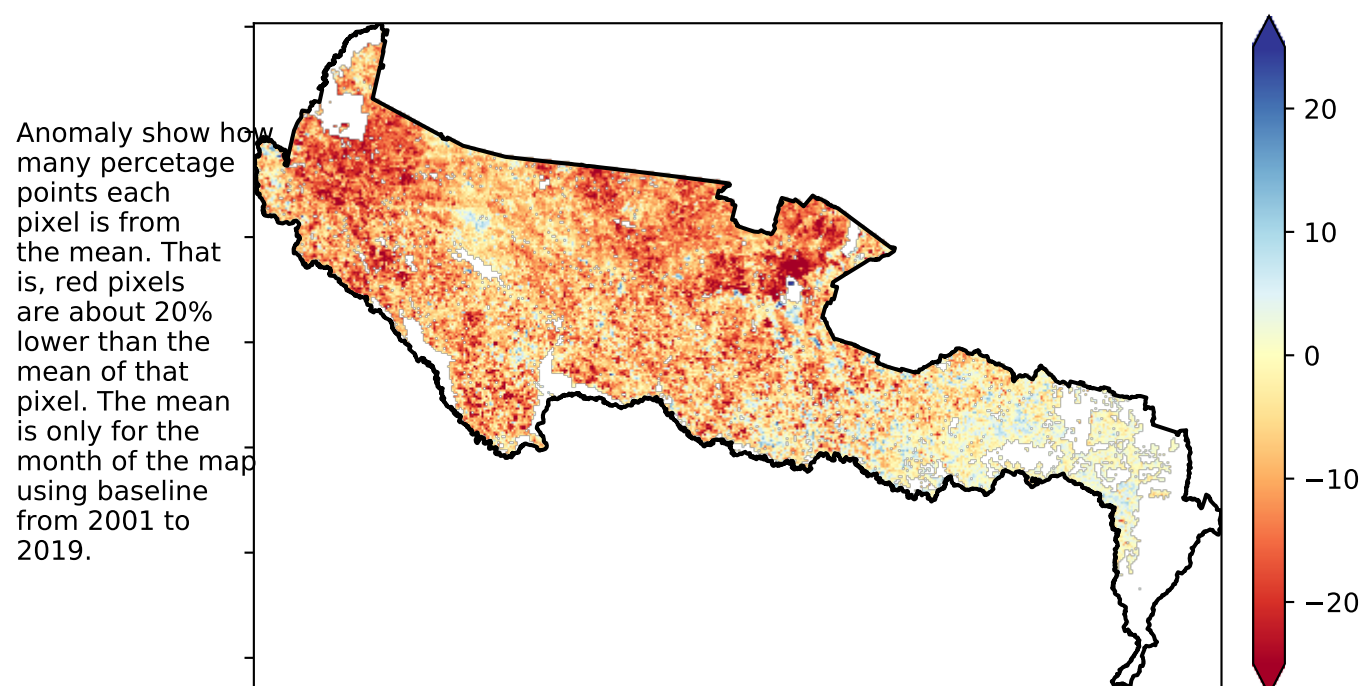 Anomaly show how
many percetage
points each
pixel is from
the mean. That
is, red pixels
are about 20%
lower than the
mean of that
pixel. The mean
is only for the
month of the map
using baseline
from 2001 to
2019.
20
10
0
−10
−20